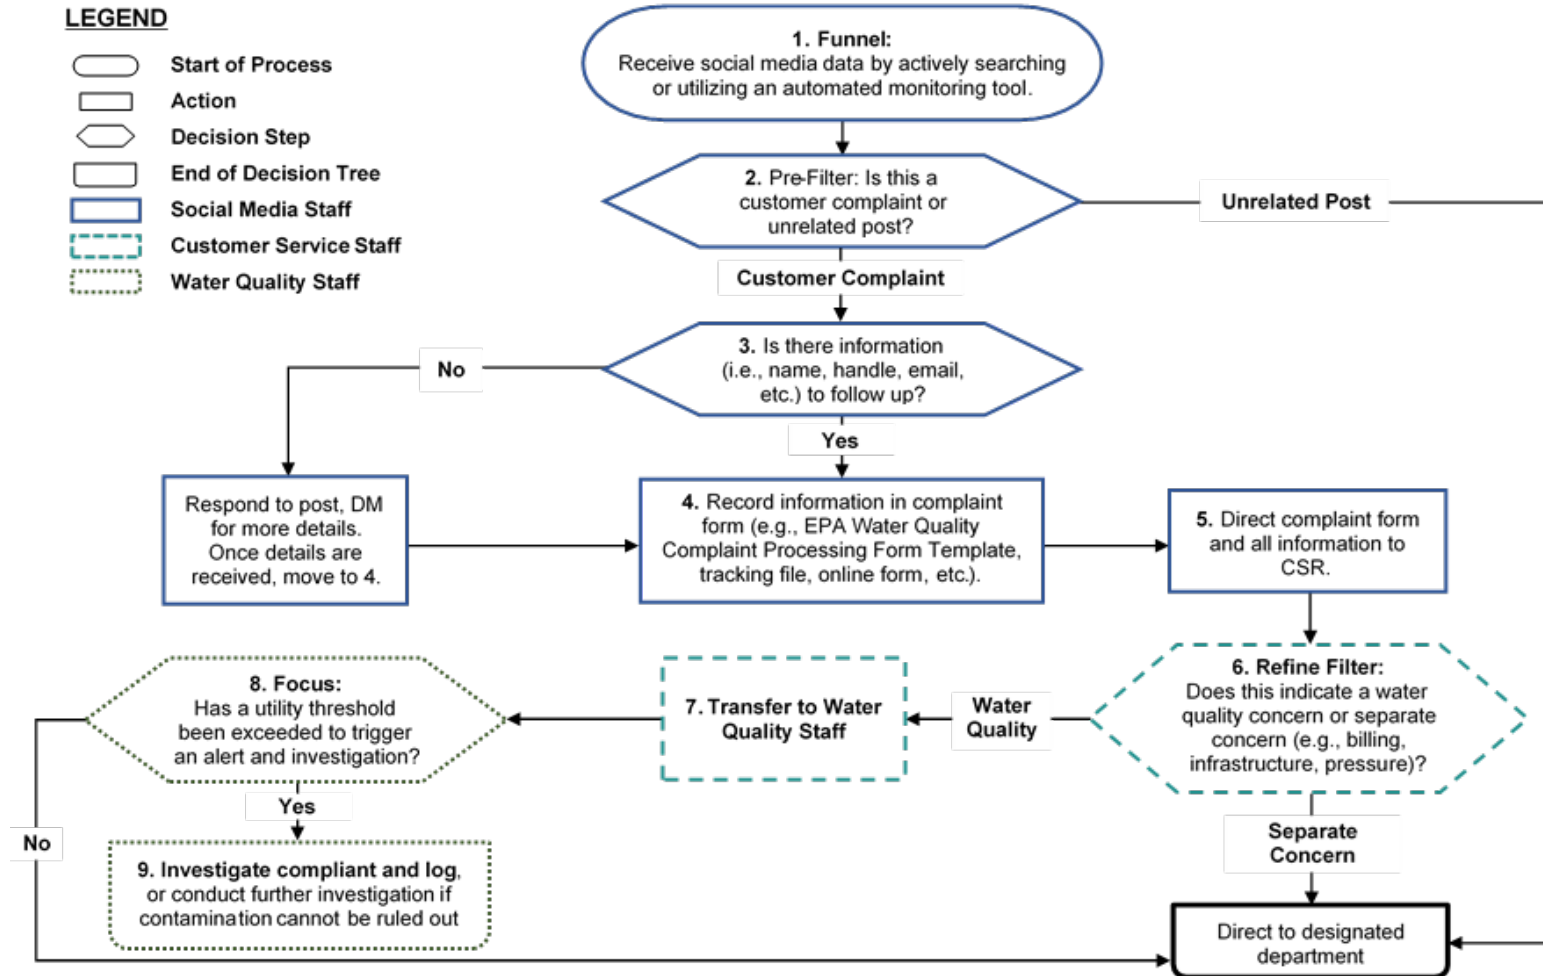 LEGEND
Start of Process
Action
Decision Step
End of Decision Tree
Social Media Staff
Customer Service Staff
Water Quality Staff
1. Funnel:
Receive social media data by actively searching
or utilizing an automated monitoring tool.
2. Pre-Filter: Is this a
customer complaint or
unrelated post?
Unrelated Post
Customer Complaint
3. Is there information
(i.e., name, handle, email,
etc.) to follow up?
No
Yes
Respond to post, DM
for more details.
Once details are
received, move to 4.
4. Record information in complaint
form (e.g., EPA Water Quality
Complaint Processing Form Template,
tracking file, online form, etc.).
5. Direct complaint form
and all information to
CSR.
6. Refine Filter:
Does this indicate a water
quality concern or separate
concern (e.g., billing,
infrastructure, pressure)?
Water
Quality
7. Transfer to Water
Quality Staff
8. Focus:
Has a utility threshold
been exceeded to trigger
an alert and investigation?
Yes
No
9. Investigate compliant and log,
or conduct further investigation if
contamination cannot be ruled out
Separate
Concern
Direct to designated
department